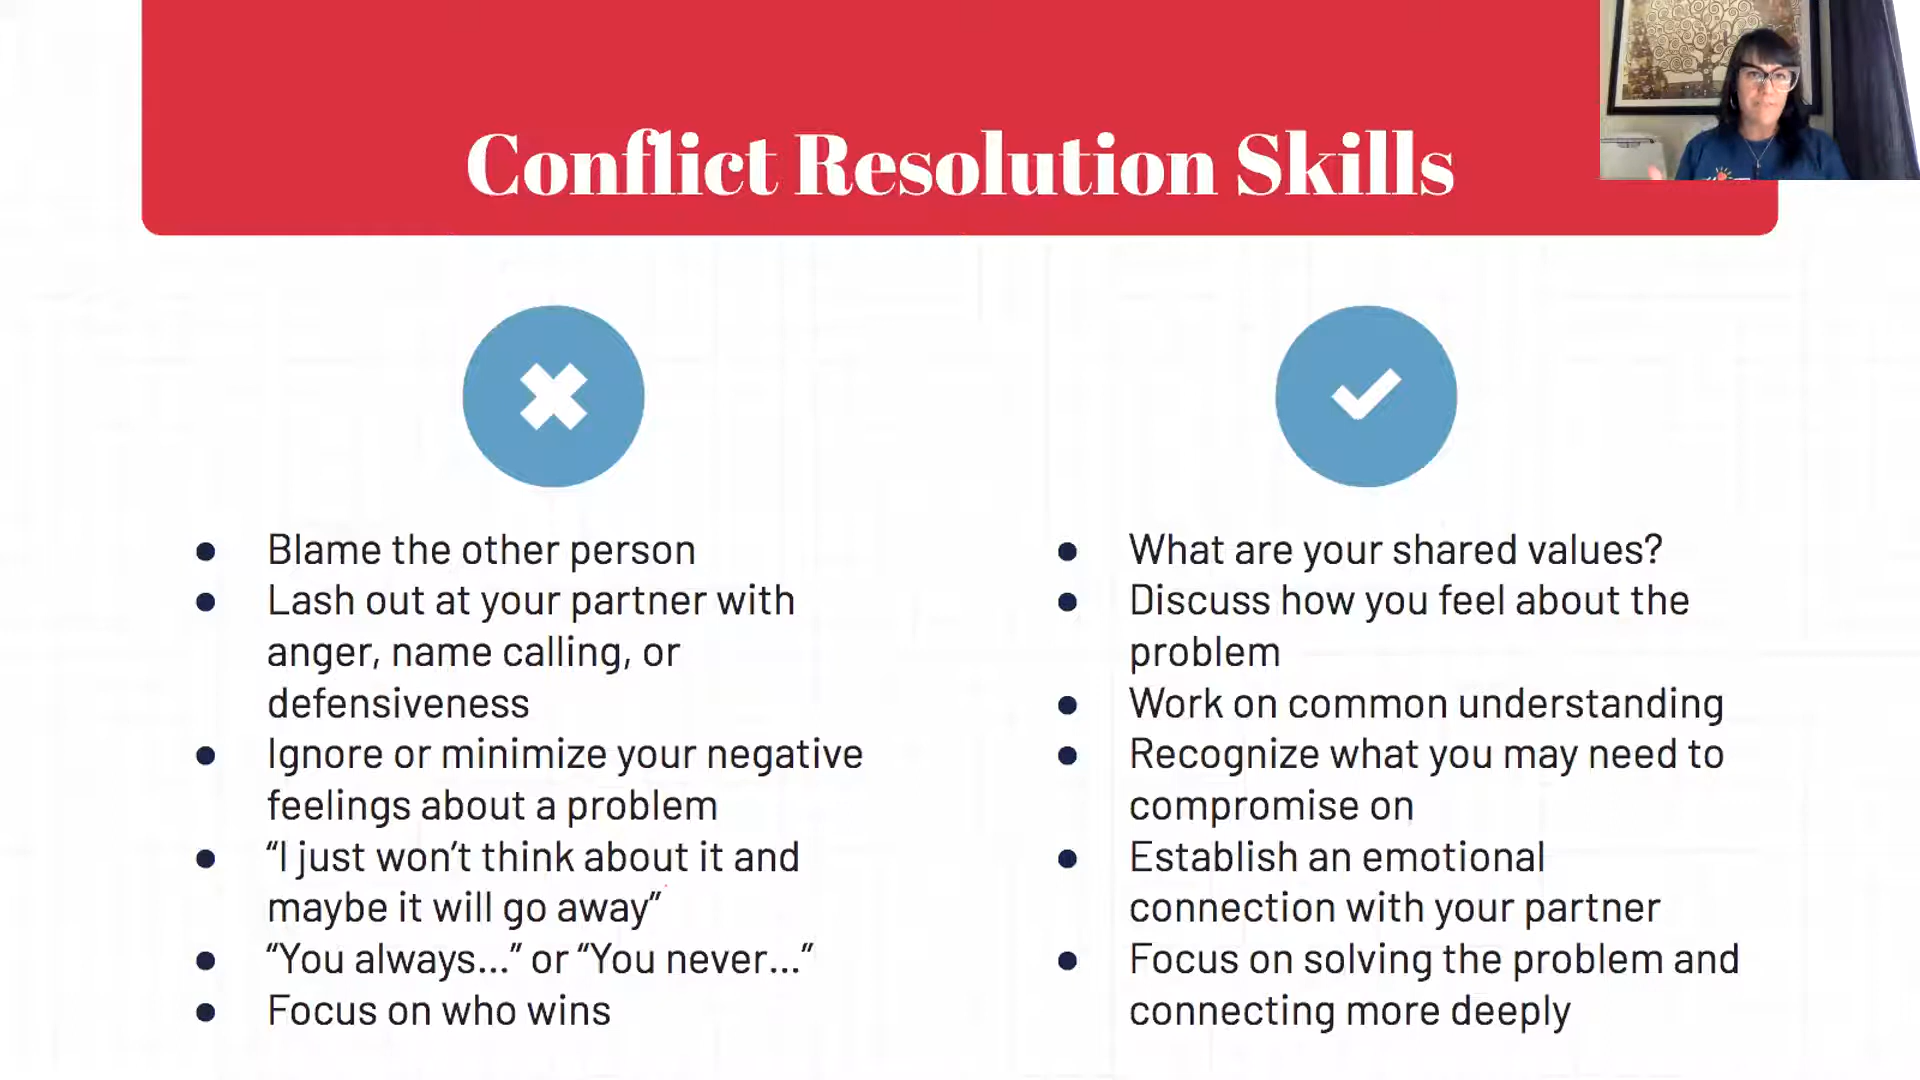 Conflict Resolution Skills
● Blame the other person
● Lash out at your partner with
anger, name calling, or
defensiveness
● Ignore or minimize your negative
feelings about a problem
● “I just won’t think about it and
maybe it will go away”
● “You always...” or “You never...”
● Focus on who wins
● What are your shared values?
● Discuss how you feel about the
problem
● Work on common understanding
● Recognize what you may need to
compromise on
● Establish an emotional
connection with your partner
● Focus on solving the problem and
connecting more deeply